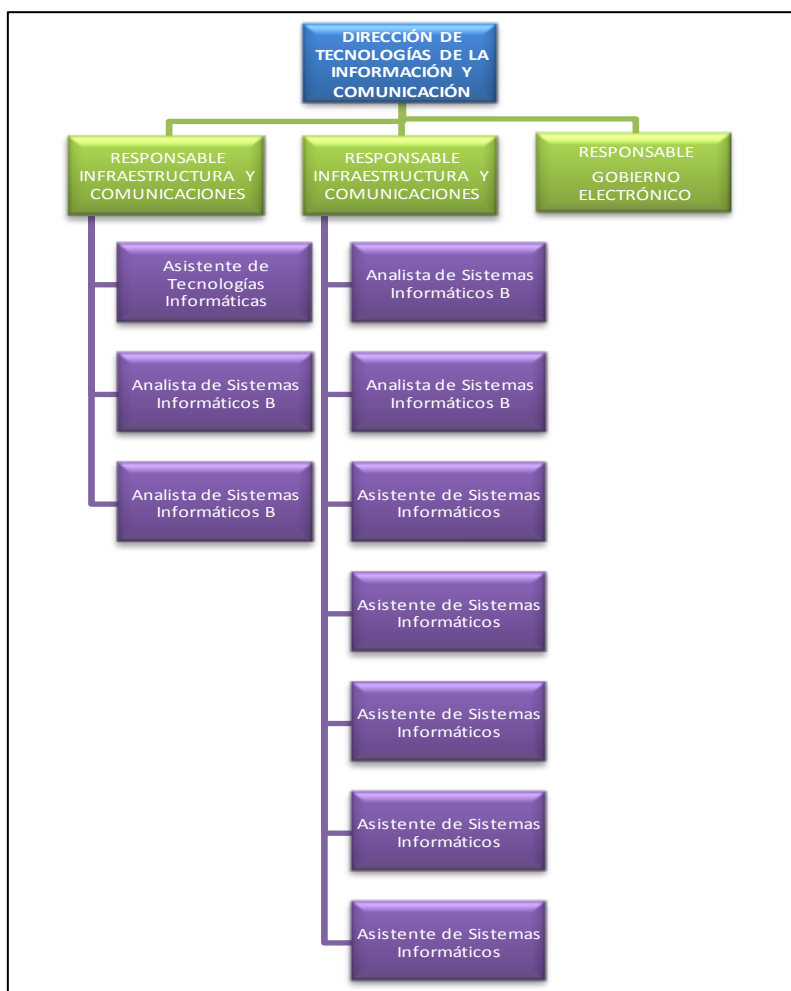 DIRECCIÓN DE
TECNOLOGÍAS DE LA
INFORMACIÓN Y
COMUNICACIÓN
RESPONSABLE
INFRAESTRUCTURA Y
COMUNICACIONES
RESPONSABLE
INFRAESTRUCTURA Y
COMUNICACIONES
RESPONSABLE
GOBIERNO
ELECTRÓNICO
Asistente de
Tecnologías
Informáticas
Analista de Sistemas
Informáticos B
Analista de Sistemas
Informáticos B
Analista de Sistemas
Informáticos B
Analista de Sistemas
Informáticos B
Asistente de Sistemas
Informáticos
Asistente de Sistemas
Informáticos
Asistente de Sistemas
Informáticos
Asistente de Sistemas
Informáticos
Asistente de Sistemas
Informáticos